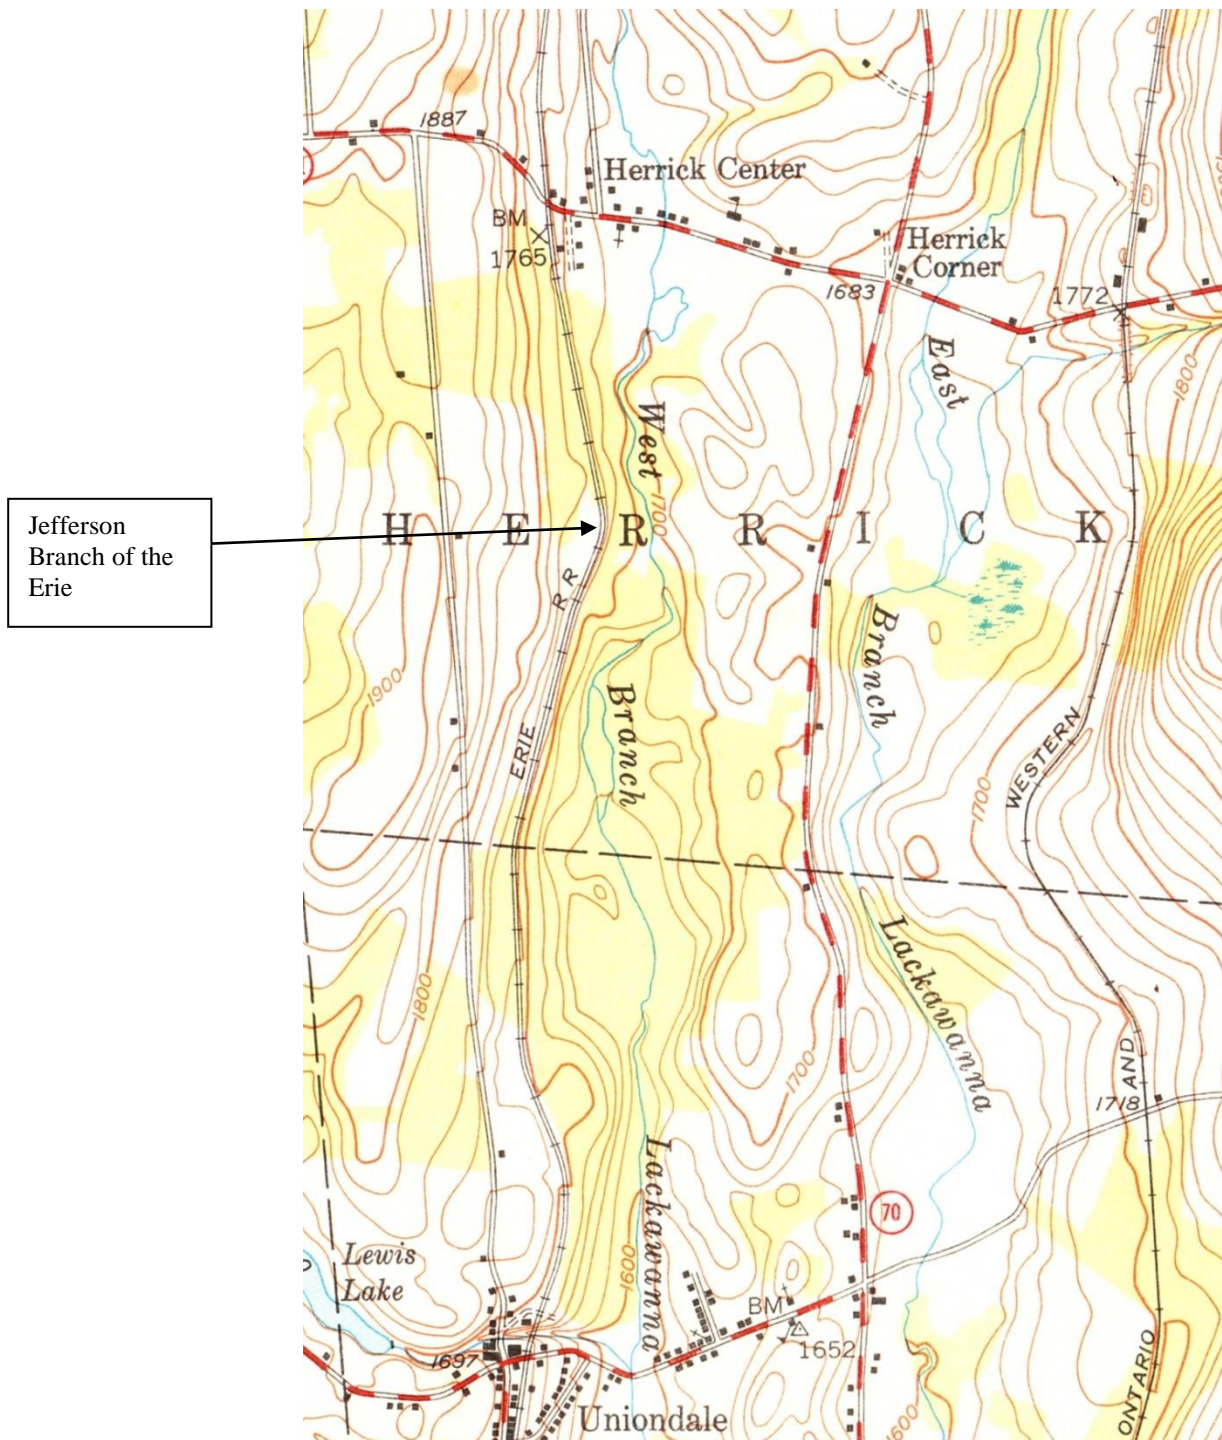 1887
Herrick Center
BM
1765
Herrick
Corner
1683
1772
East
1800
West
1700
Jefferson
Branch of the
Erie
H E R R I C K
R R
Branch
1900
Branch
ERIE
WESTERN
1700
Lackawanna
1800
1700
AND
1718
Lackawanna
70
Lewis
Lake
1600
BM
1652
1697
ONTARIO
Uniondale
1600